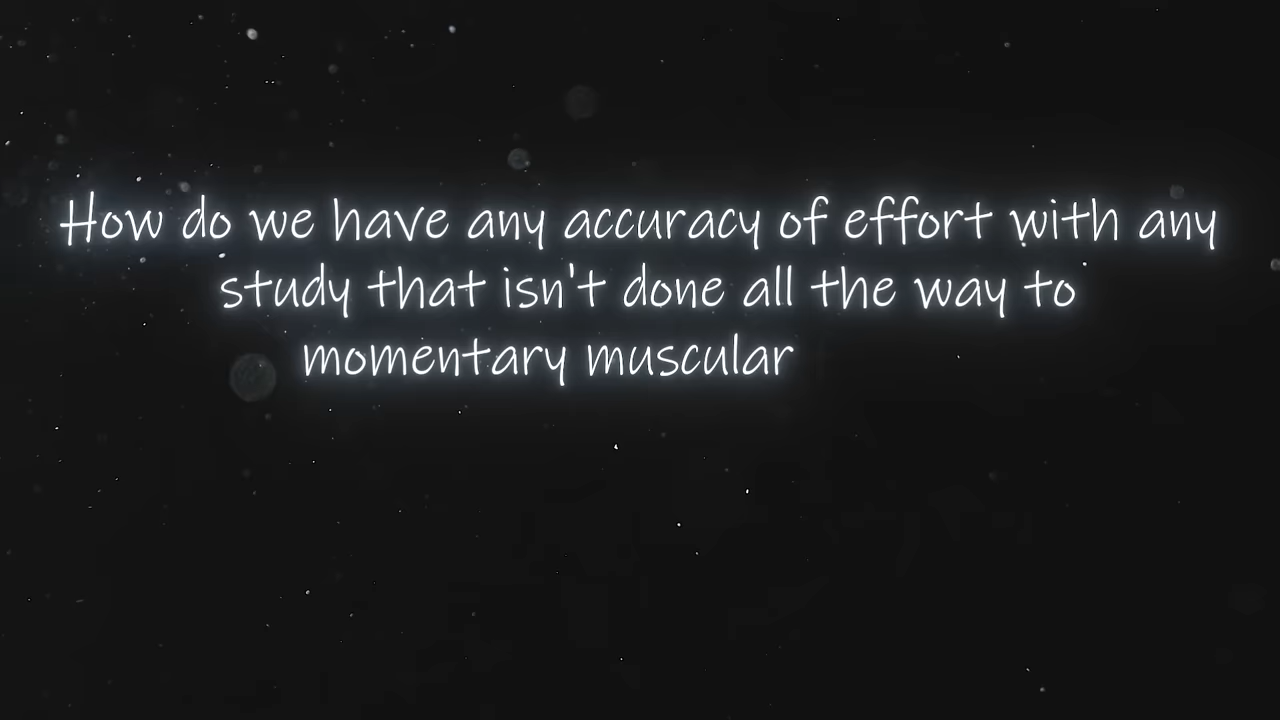 How do we have any accuracy of effort with any
study that isn't done all the way to
momentary muscular